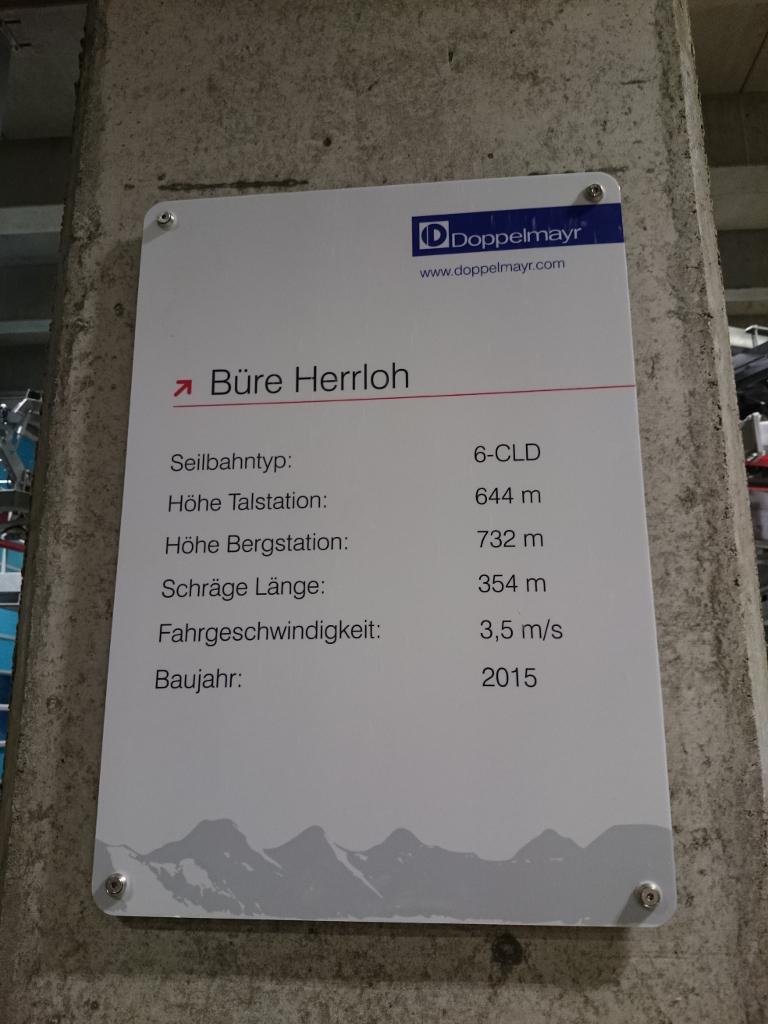 Doppelmayr®
www.doppelmayr.com
Büre Herrloh
Seilbahntyp: 6-CLD
Höhe Talstation: 644 m
Höhe Bergstation: 732 m
Schräge Länge: 354 m
Fahrgeschwindigkeit: 3,5 m/s
Baujahr: 2015